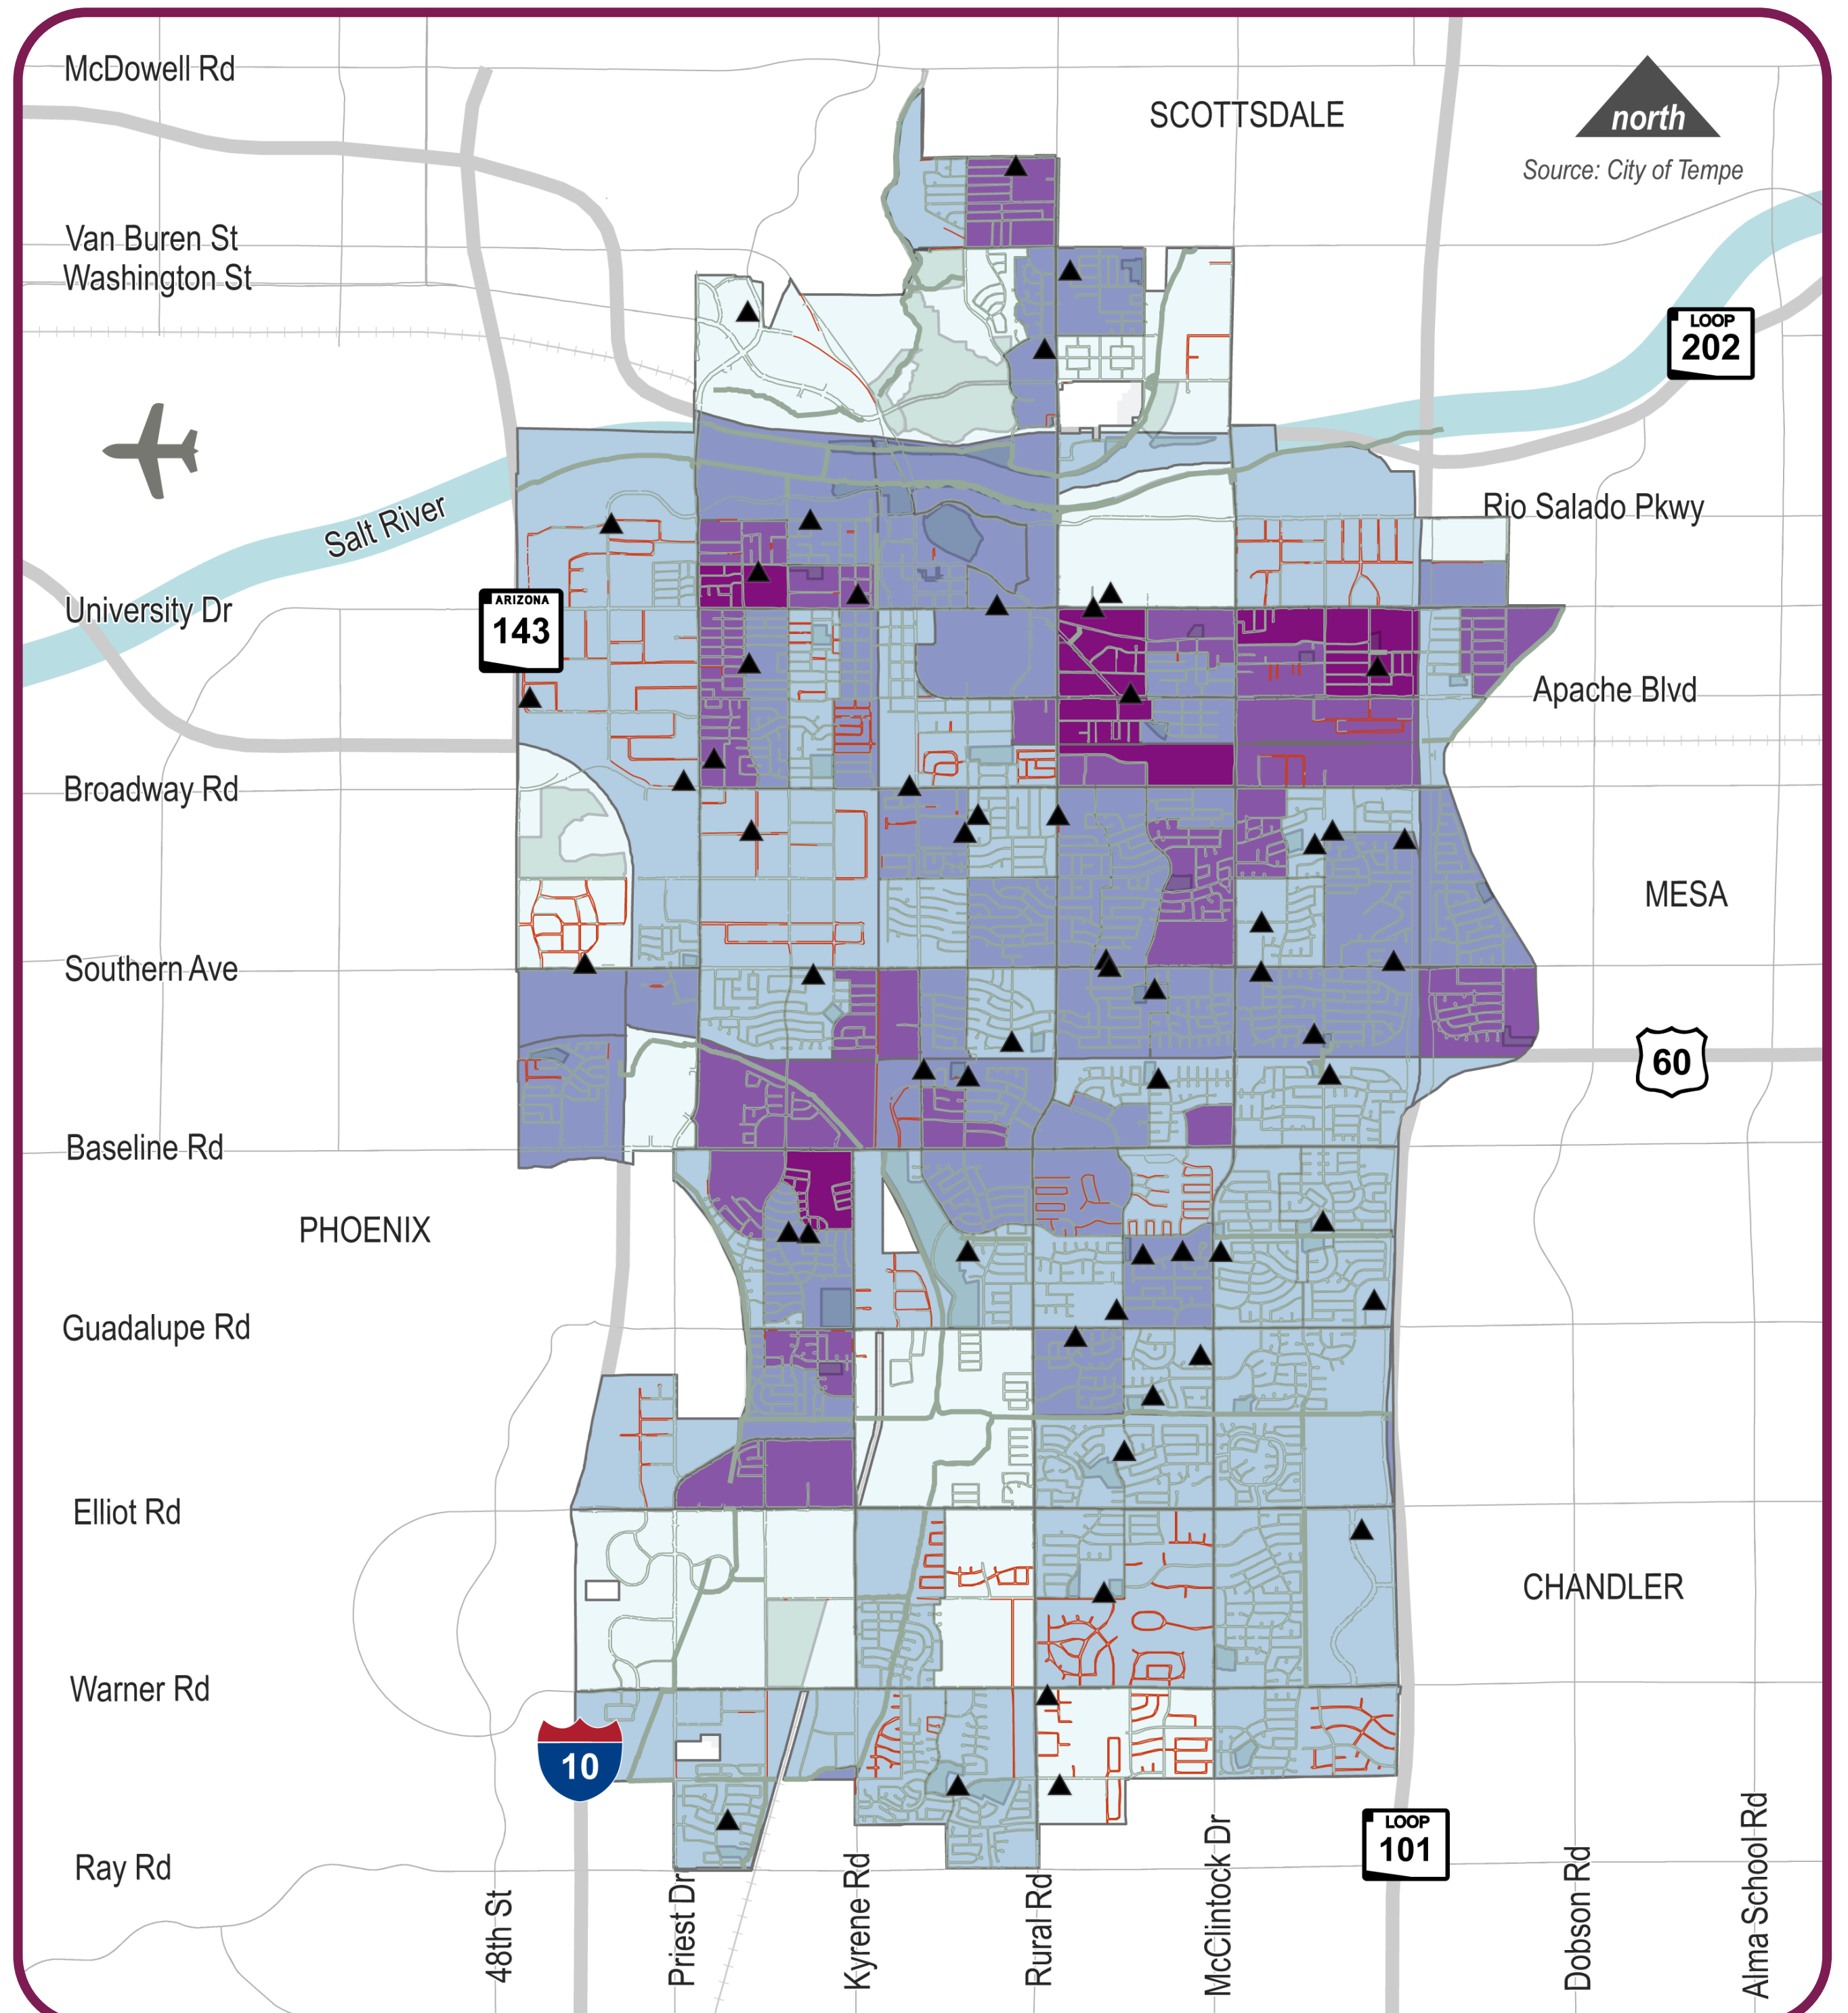 McDowell Rd
SCOTTSDALE
north
Source: City of Tempe
Van Buren St
Washington St
LOOP
202
Salt River
Rio Salado Pkwy
ARIZONA
143
University Dr
Apache Blvd
Broadway Rd
MESA
Southern Ave
60
Baseline Rd
PHOENIX
Guadalupe Rd
Elliot Rd
CHANDLER
Warner Rd
10
LOOP
101
Ray Rd
48th St
Priest Dr
Kyrene Rd
Rural Rd
McClintock Dr
Dobson Rd
Alma School Rd